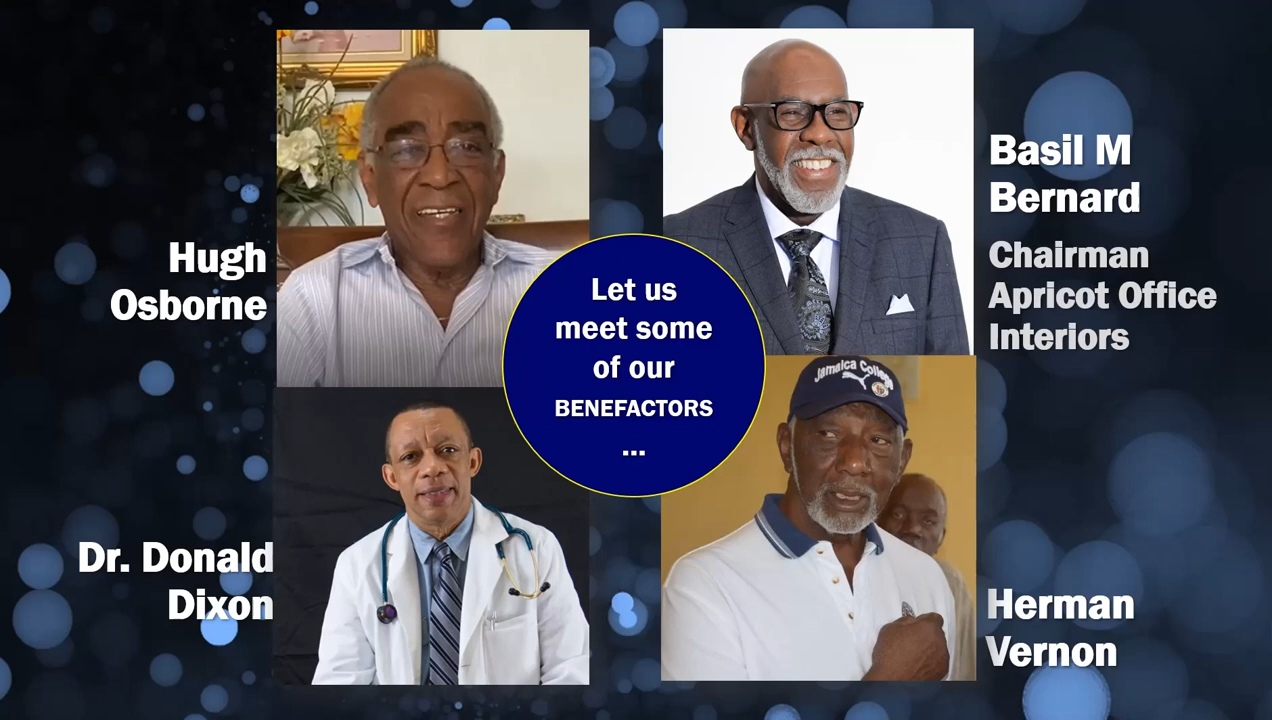 Hugh
Osborne
Basil M
Bernard
Chairman
Apricot Office
Interiors
Let us
meet some
of our
BENEFACTORS
...
Jamaica College
Dr. Donald
Dixon
Herman
Vernon